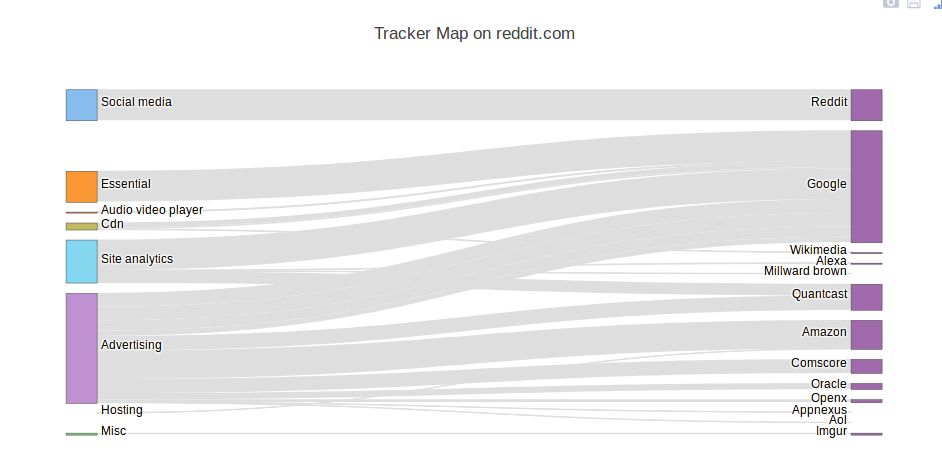 Tracker Map on reddit.com
Social media
Reddit
Essential
Google
Audio video player
Cdn
Wikimedia
Site analytics
Alexa
Millward brown
Quantcast
Amazon
Advertising
Comscore
Oracle
Openx
Hosting
Appnexus
Aol
Misc
Imgur